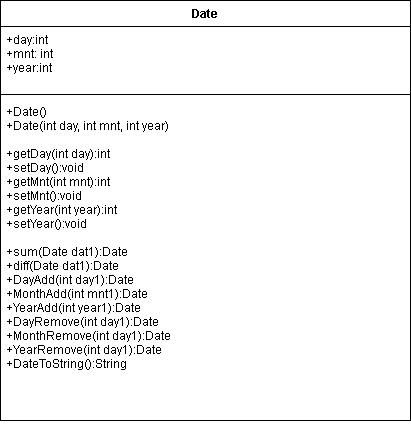 Date
+day:int
+mnt: int
+year:int
+Date()
+Date(int day, int mnt, int year)
+getDay(int day):int
+setDay():void
+getMnt(int mnt):int
+setMnt():void
+getYear(int year):int
+setYear():void
+sum(Date dat1):Date
+diff(Date dat1):Date
+DayAdd(int day1):Date
+MonthAdd(int mnt1):Date
+YearAdd(int year1):Date
+DayRemove(int day1):Date
+MonthRemove(int day1):Date
+YearRemove(int day1):Date
+DateToString():String